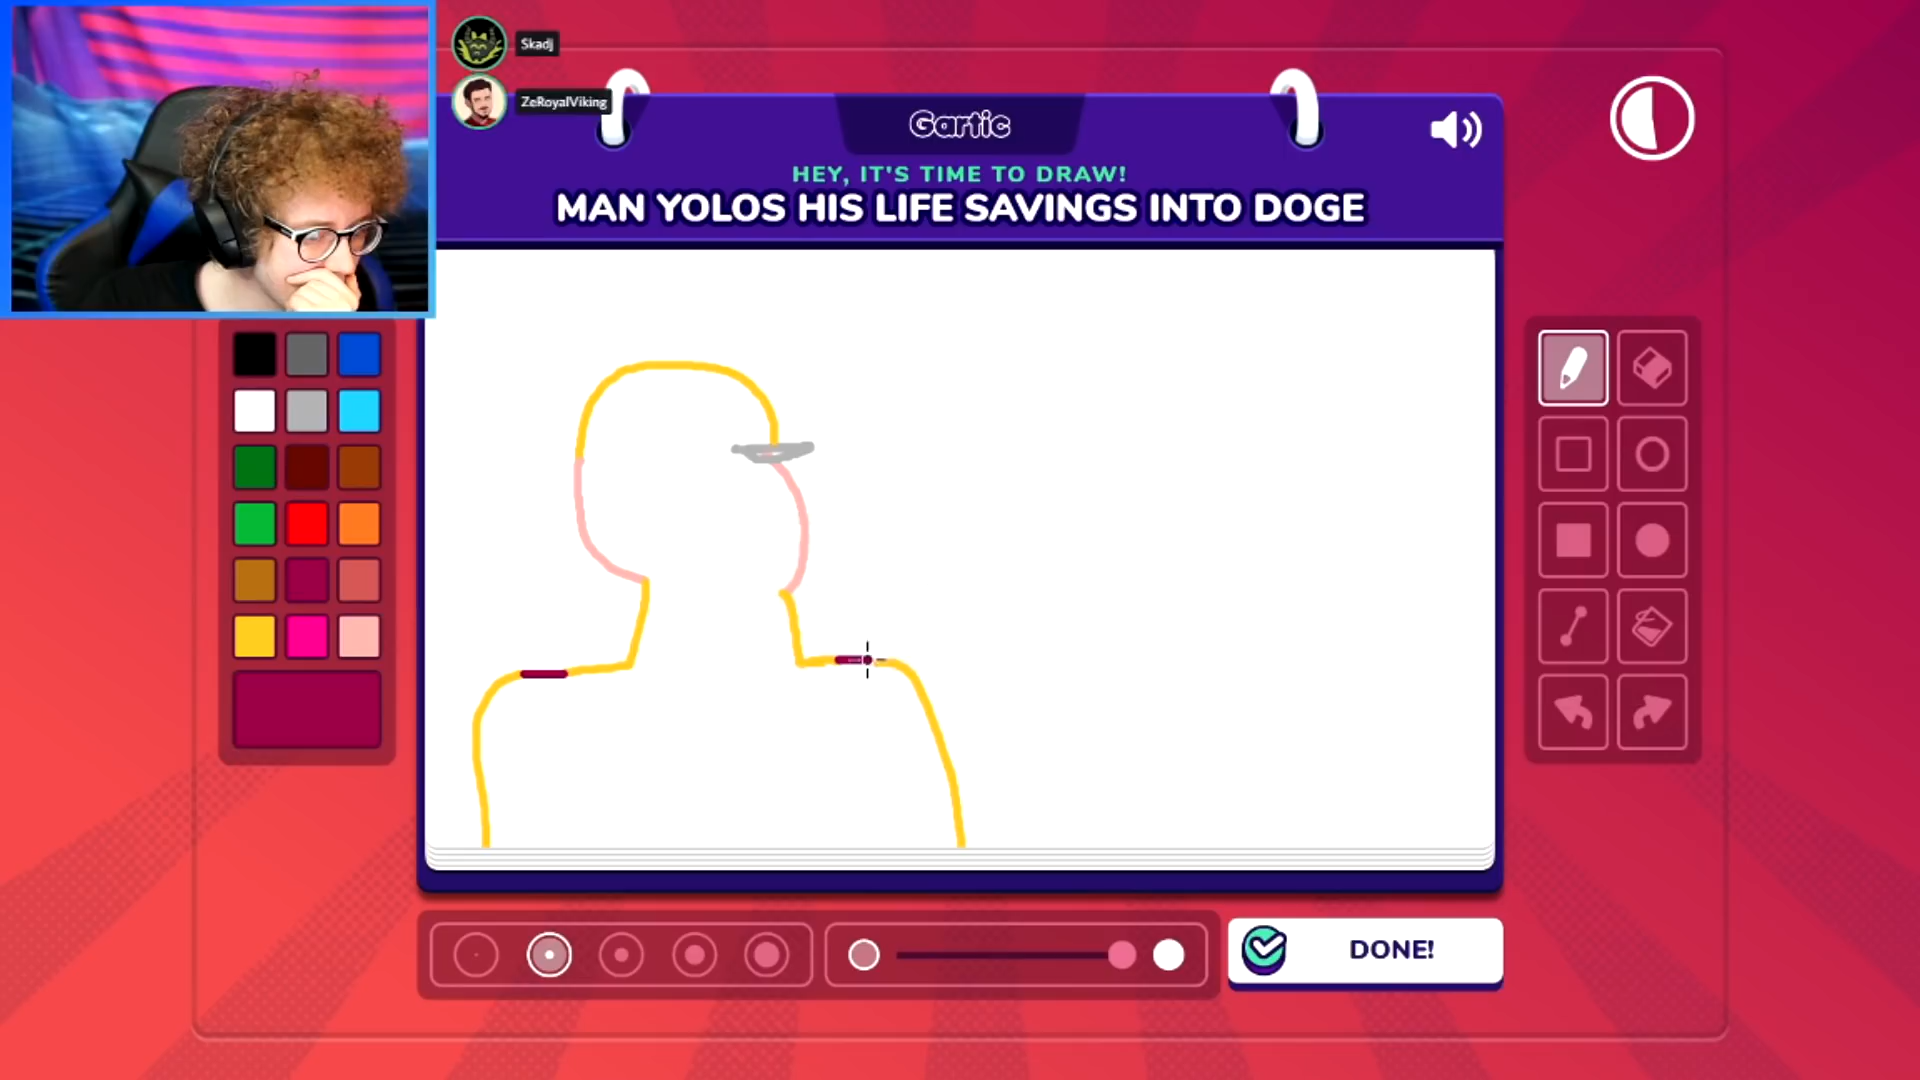 Skadj
ZeRoyalViking
Gartic
HEY, IT'S TIME TO DRAW!
MAN YOLOS HIS LIFE SAVINGS INTO DOGE
DONE!